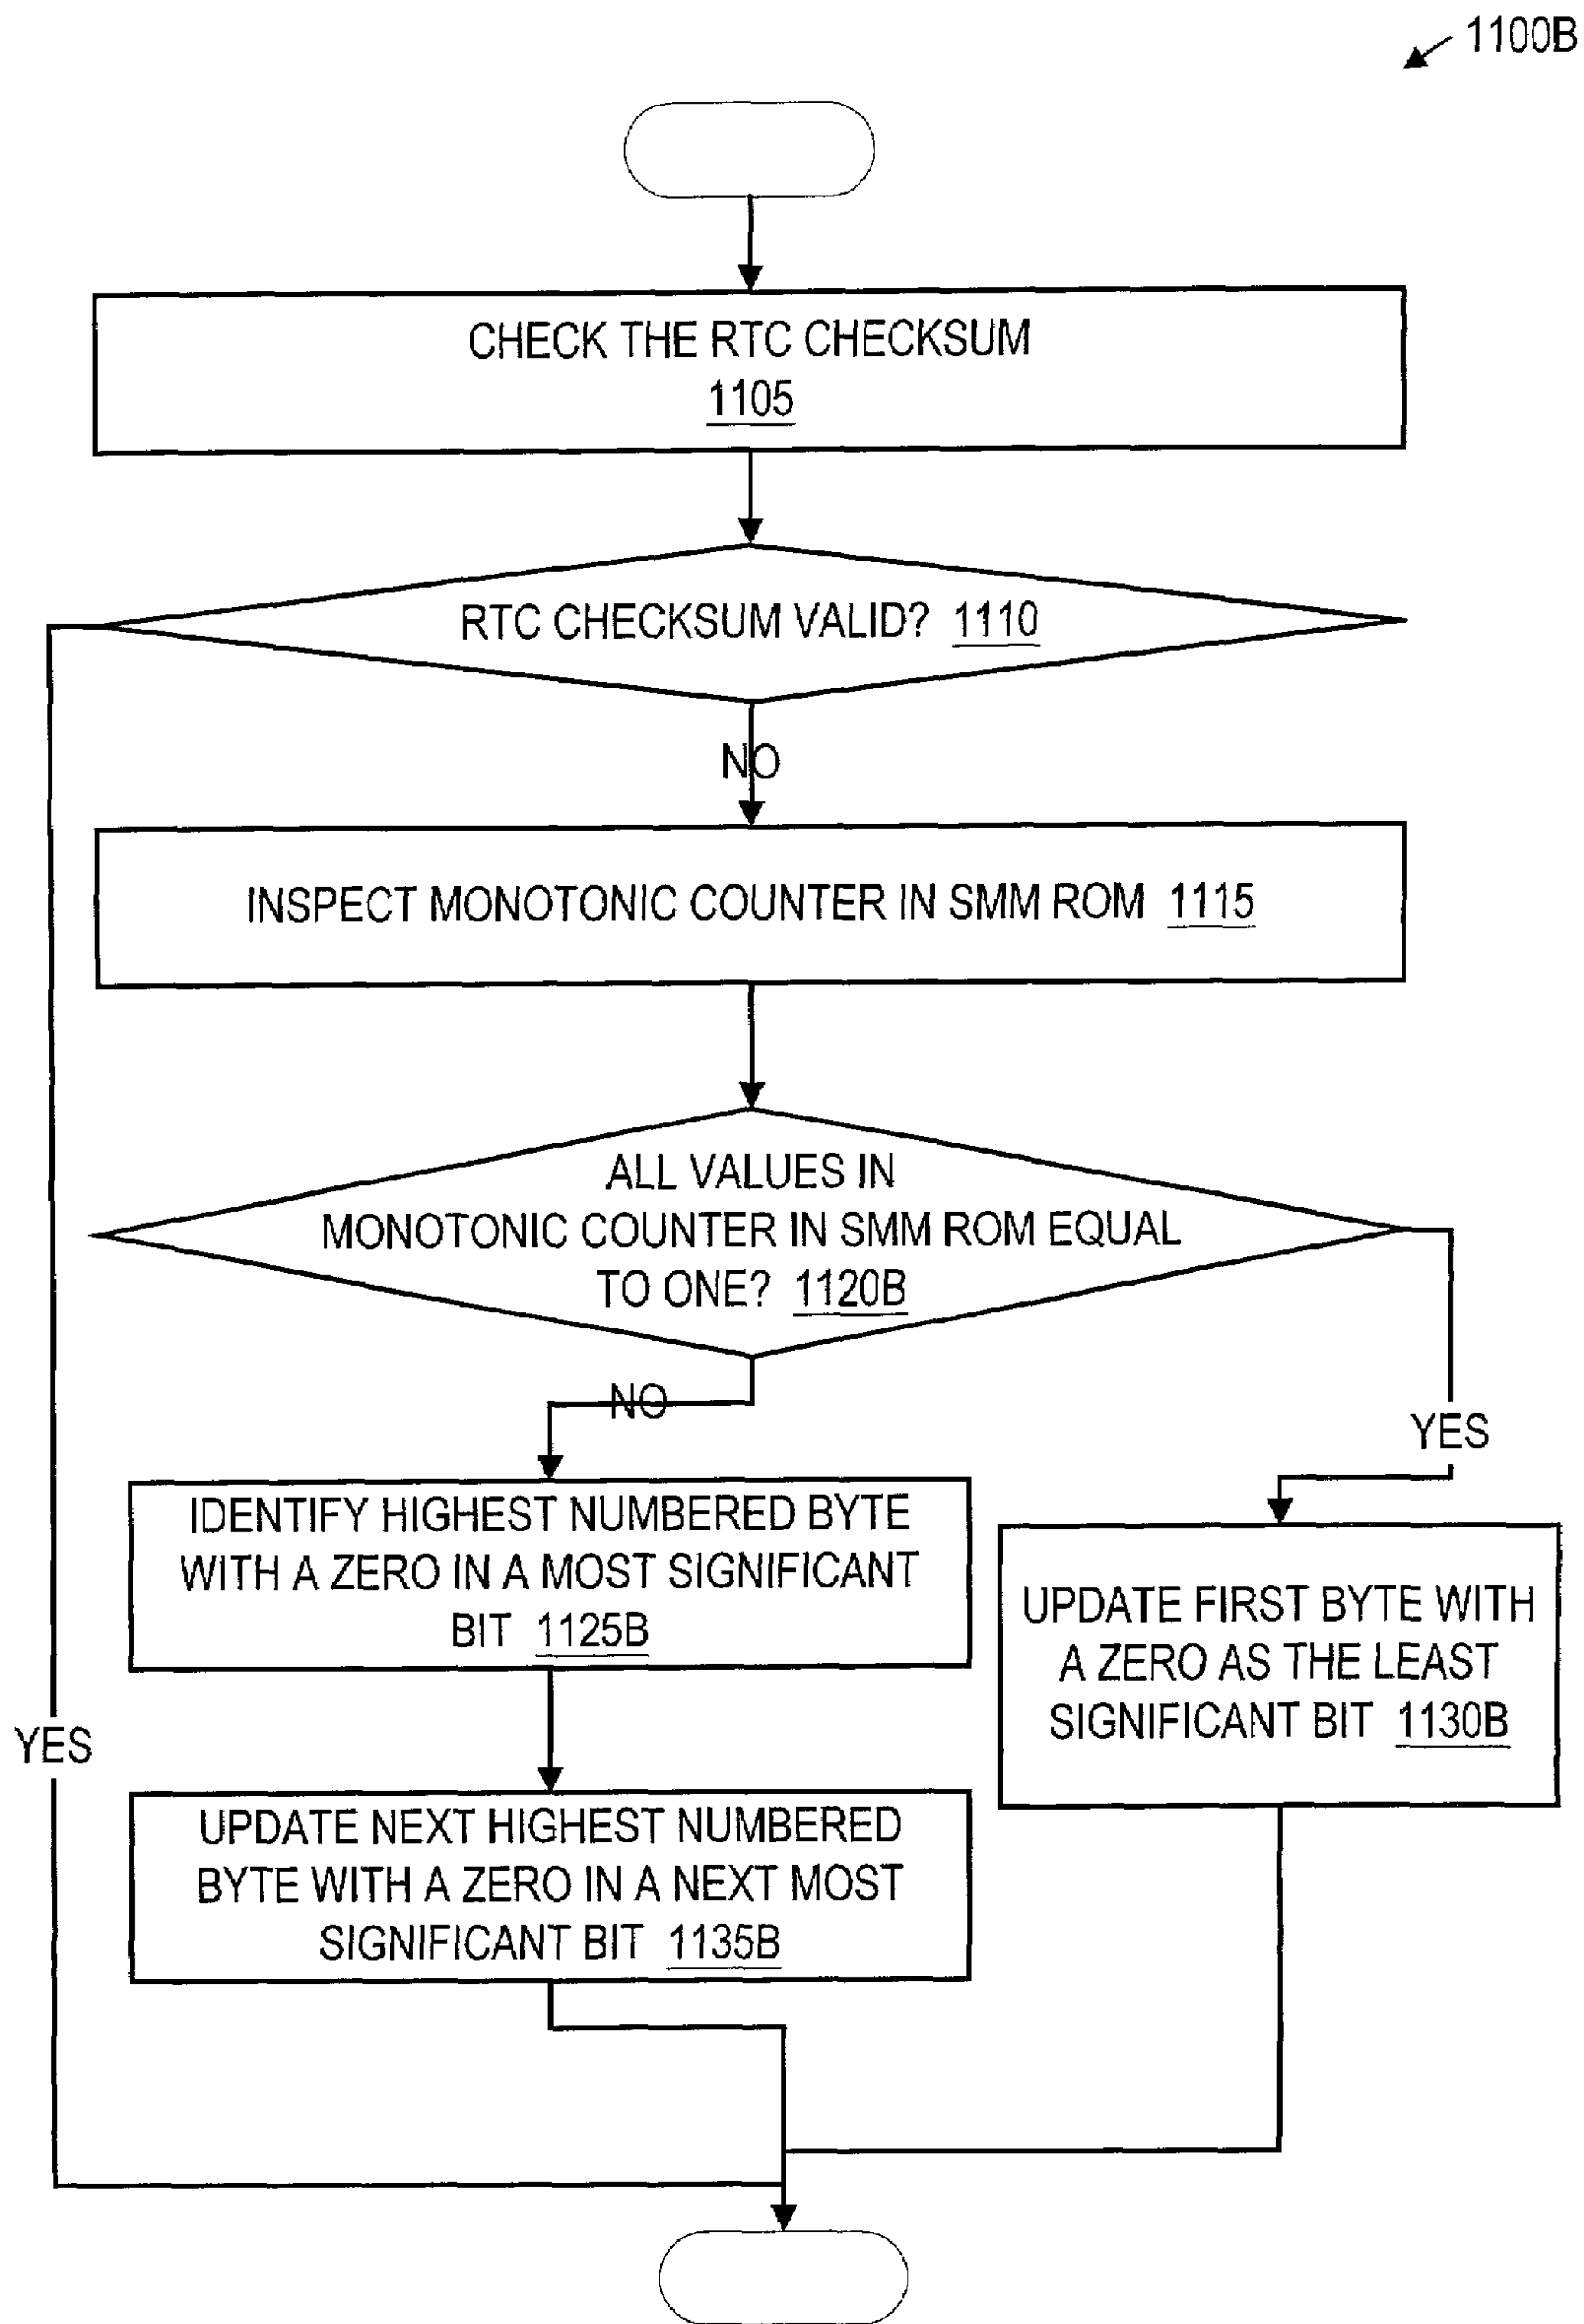 1100B
CHECK THE RTC CHECKSUM
1105
RTC CHECKSUM VALID? 1110
NO
INSPECT MONOTONIC COUNTER IN SMM ROM 1115
ALL VALUES IN
MONOTONIC COUNTER IN SMM ROM EQUAL
TO ONE? 1120B
NO
YES
IDENTIFY HIGHEST NUMBERED BYTE
WITH A ZERO IN A MOST SIGNIFICANT
BIT 1125B
UPDATE FIRST BYTE WITH
A ZERO AS THE LEAST
SIGNIFICANT BIT 1130B
YES
UPDATE NEXT HIGHEST NUMBERED
BYTE WITH A ZERO IN A NEXT MOST
SIGNIFICANT BIT 1135B